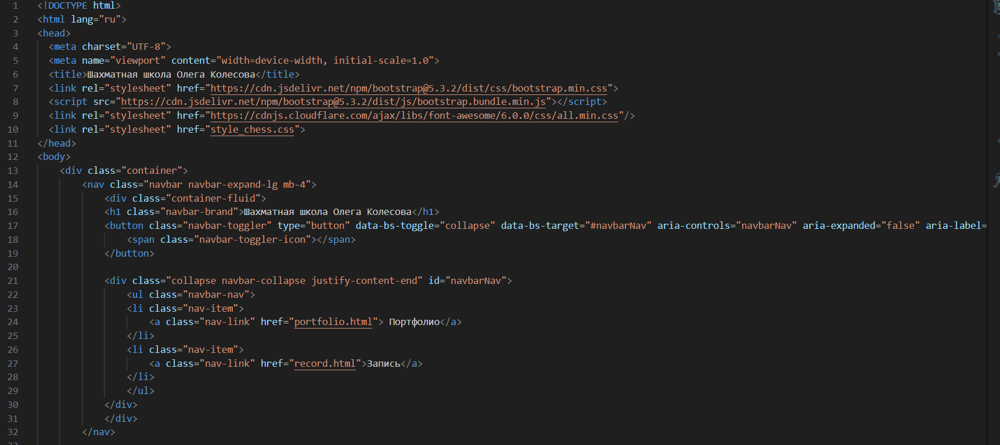 1 <!DOCTYPE html>
2 <html lang="ru">
3 <head>
4 <meta charset="UTF-8">
5 <meta name="viewport" content="width=device-width, initial-scale=1.0">
6 <title>Шахматная школа Олега Колесова</title>
7 <link rel="stylesheet" href="https://cdn.jsdelivr.net/npm/bootstrap@5.3.2/dist/css/bootstrap.min.css">
8 <script src="https://cdn.jsdelivr.net/npm/bootstrap@5.3.2/dist/js/bootstrap.bundle.min.js"></script>
9 <link rel="stylesheet" href="https://cdnjs.cloudflare.com/ajax/libs/font-awesome/6.0.0/css/all.min.css"/>
10 <link rel="stylesheet" href="style_chess.css">
11 </head>
12 <body>
13 <div class="container">
14 <nav class="navbar navbar-expand-lg mb-4">
15 <div class="container-fluid">
16 <h1 class="navbar-brand">Шахматная школа Олега Колесова</h1>
17 <button class="navbar-toggler" type="button" data-bs-toggle="collapse" data-bs-target="#navbarNav" aria-controls="navbarNav" aria-expanded="false" aria-label=
18 <span class="navbar-toggler-icon"></span>
19 </button>
20
21 <div class="collapse navbar-collapse justify-content-end" id="navbarNav">
22 <ul class="navbar-nav">
23 <li class="nav-item">
24 <a class="nav-link" href="portfolio.html"> Портфолио</a>
25 </li>
26 <li class="nav-item">
27 <a class="nav-link" href="record.html">Запись</a>
28 </li>
29 </ul>
30 </div>
31 </div>
32 </nav>